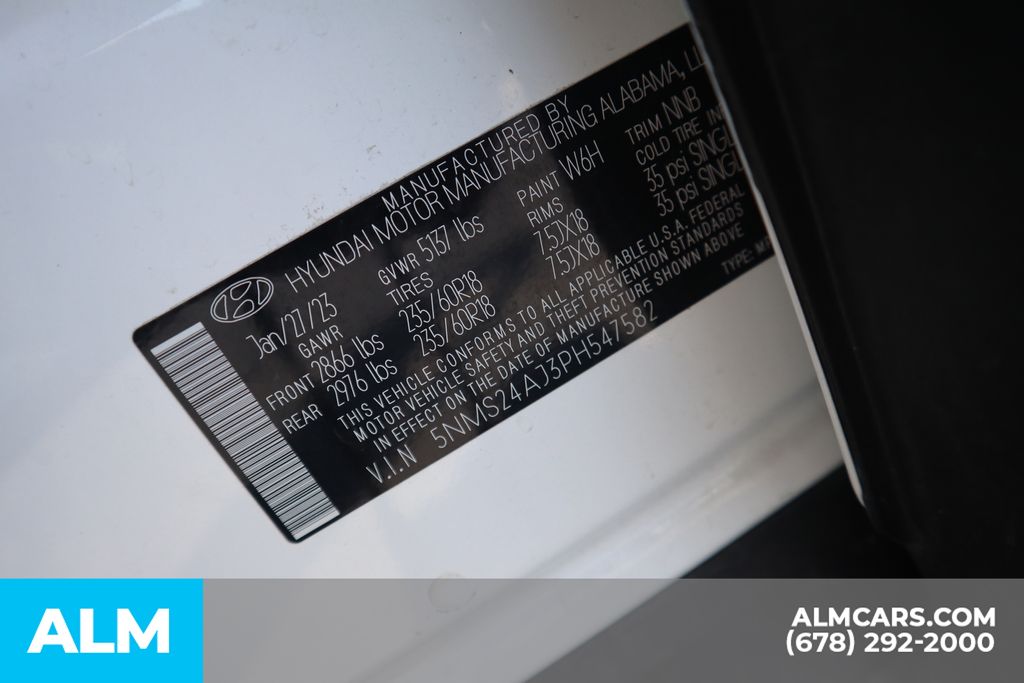 MANUFACTURED BY
HYUNDAI MOTOR MANUFACTURING ALABAMA,
Jan/27/23 GVWR 5137 lbs PAINT W6H TRIM NNB
GAWR TIRES RIMS COLD TIRE
FRONT 2866 lbs 235/60R18 7.5JX18 35 psi
REAR 2976 lbs 235/60R18 7.5JX18 35 psi
THIS VEHICLE CONFORMS TO ALL APPLICABLE U.S.A. FEDERAL
MOTOR VEHICLE SAFETY AND THEFT PREVENTION STANDARDS
IN EFFECT ON THE DATE OF MANUFACTURE SHOWN ABOVE
V.I.N 5NMS24AJ3PH547582 TYPE:
ALM
ALMCARS.COM
(678) 292-2000